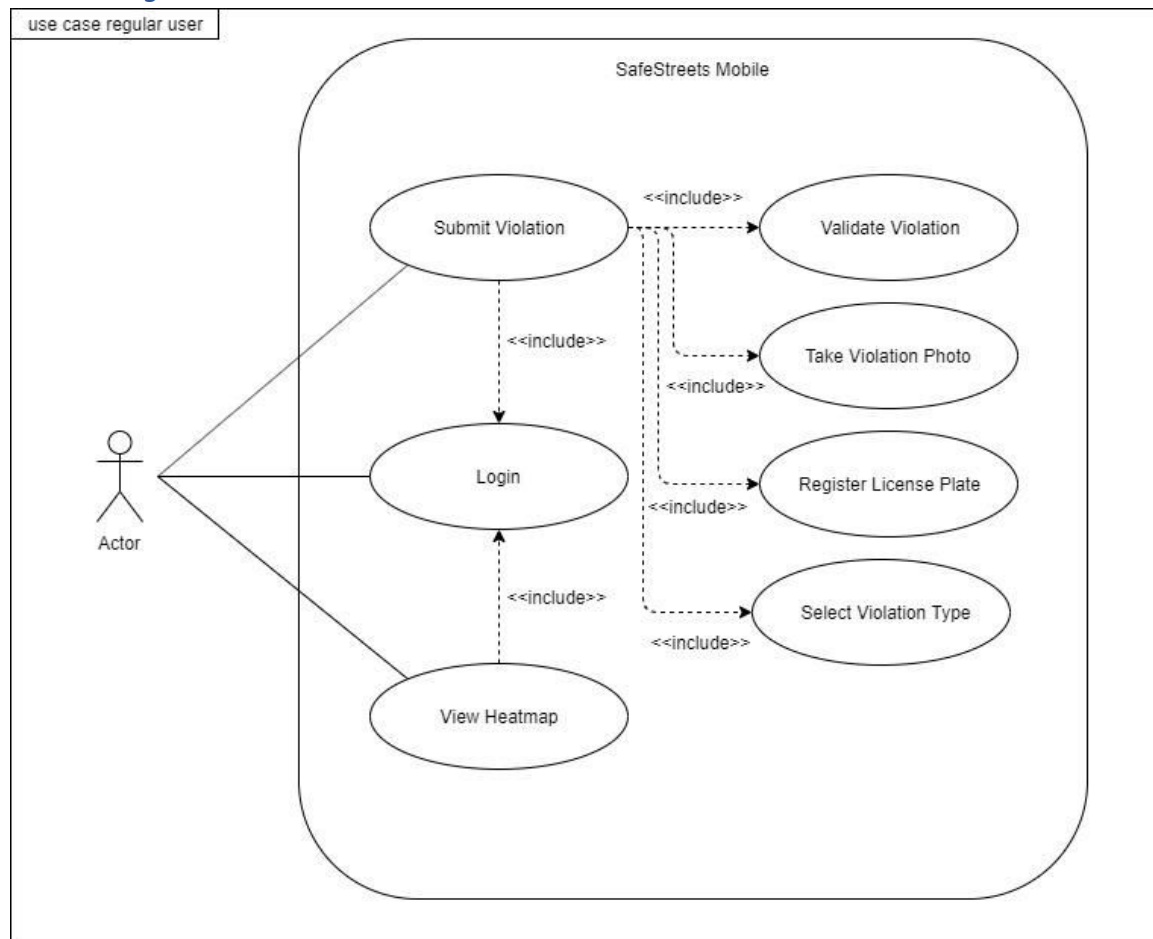 use case regular user
SafeStreets Mobile
<<include>>
Submit Violation
Validate Violation
<<include>>
Take Violation Photo
<<include>>
Login
Register License Plate
<<include>>
Actor
<<include>>
Select Violation Type
<<include>>
View Heatmap